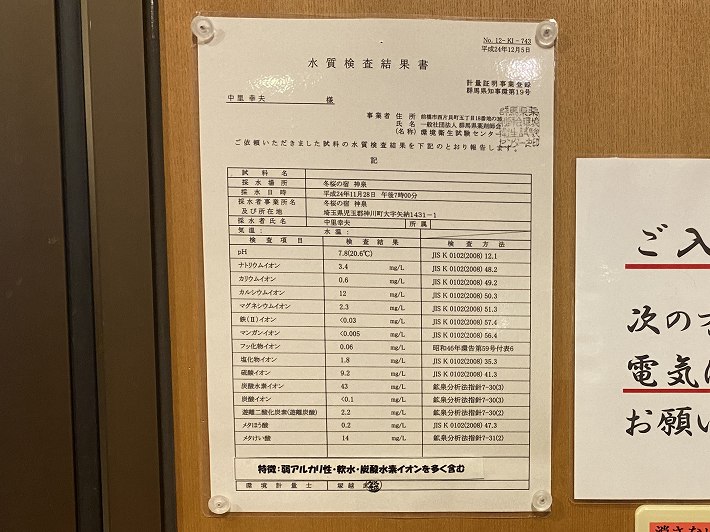 No. 12-KI-743
平成24年12月5日
水質検査結果書
計量証明事業登録
群馬県知事環第19号
中里 幸夫 様
事業者 住所 前橋市西片貝町五丁目18番地の36
氏名 一般社団法人 群馬県薬剤師会
(名称) 環境衛生試験センター
ご依頼いただきました試料の水質検査結果を下記のとおり報告します。
記
試料名
採水場所 冬桜の宿 神泉
採水日時 平成24年11月28日 午後7時00分
採水者事業所名 冬桜の宿 神泉
及び所在地 埼玉県児玉郡神川町大字矢納1431-1
採水者氏名 中里幸夫 所属
気温: 水温:
検査項目 検査結果 検査方法
pH 7.8(20.6℃) JIS K 0102(2008) 12.1
ナトリウムイオン 3.4 mg/L JIS K 0102(2008) 48.2
カリウムイオン 0.6 mg/L JIS K 0102(2008) 49.2
カルシウムイオン 12 mg/L JIS K 0102(2008) 50.3
マグネシウムイオン 2.3 mg/L JIS K 0102(2008) 51.3
鉄(Ⅱ)イオン <0.03 mg/L JIS K 0102(2008) 57.4
マンガンイオン <0.005 mg/L JIS K 0102(2008) 56.4
フッ化物イオン 0.06 mg/L 昭和46年環告第59号付表6
塩化物イオン 1.8 mg/L JIS K 0102(2008) 35.3
硫酸イオン 9.2 mg/L JIS K 0102(2008) 41.3
炭酸水素イオン 43 mg/L 鉱泉分析法指針7-30(3)
炭酸イオン <0.1 mg/L 鉱泉分析法指針7-30(3)
遊離二酸化炭素(遊離炭酸) 2.2 mg/L 鉱泉分析法指針7-30(2)
メタほう酸 0.2 mg/L JIS K 0102(2008) 47.3
メタけい酸 14 mg/L 鉱泉分析法指針7-31(2)
特徴:弱アルカリ性・軟水・炭酸水素イオンを多く含む
環境計量士 塚越
ご入
次の
電気
お願い
消さな